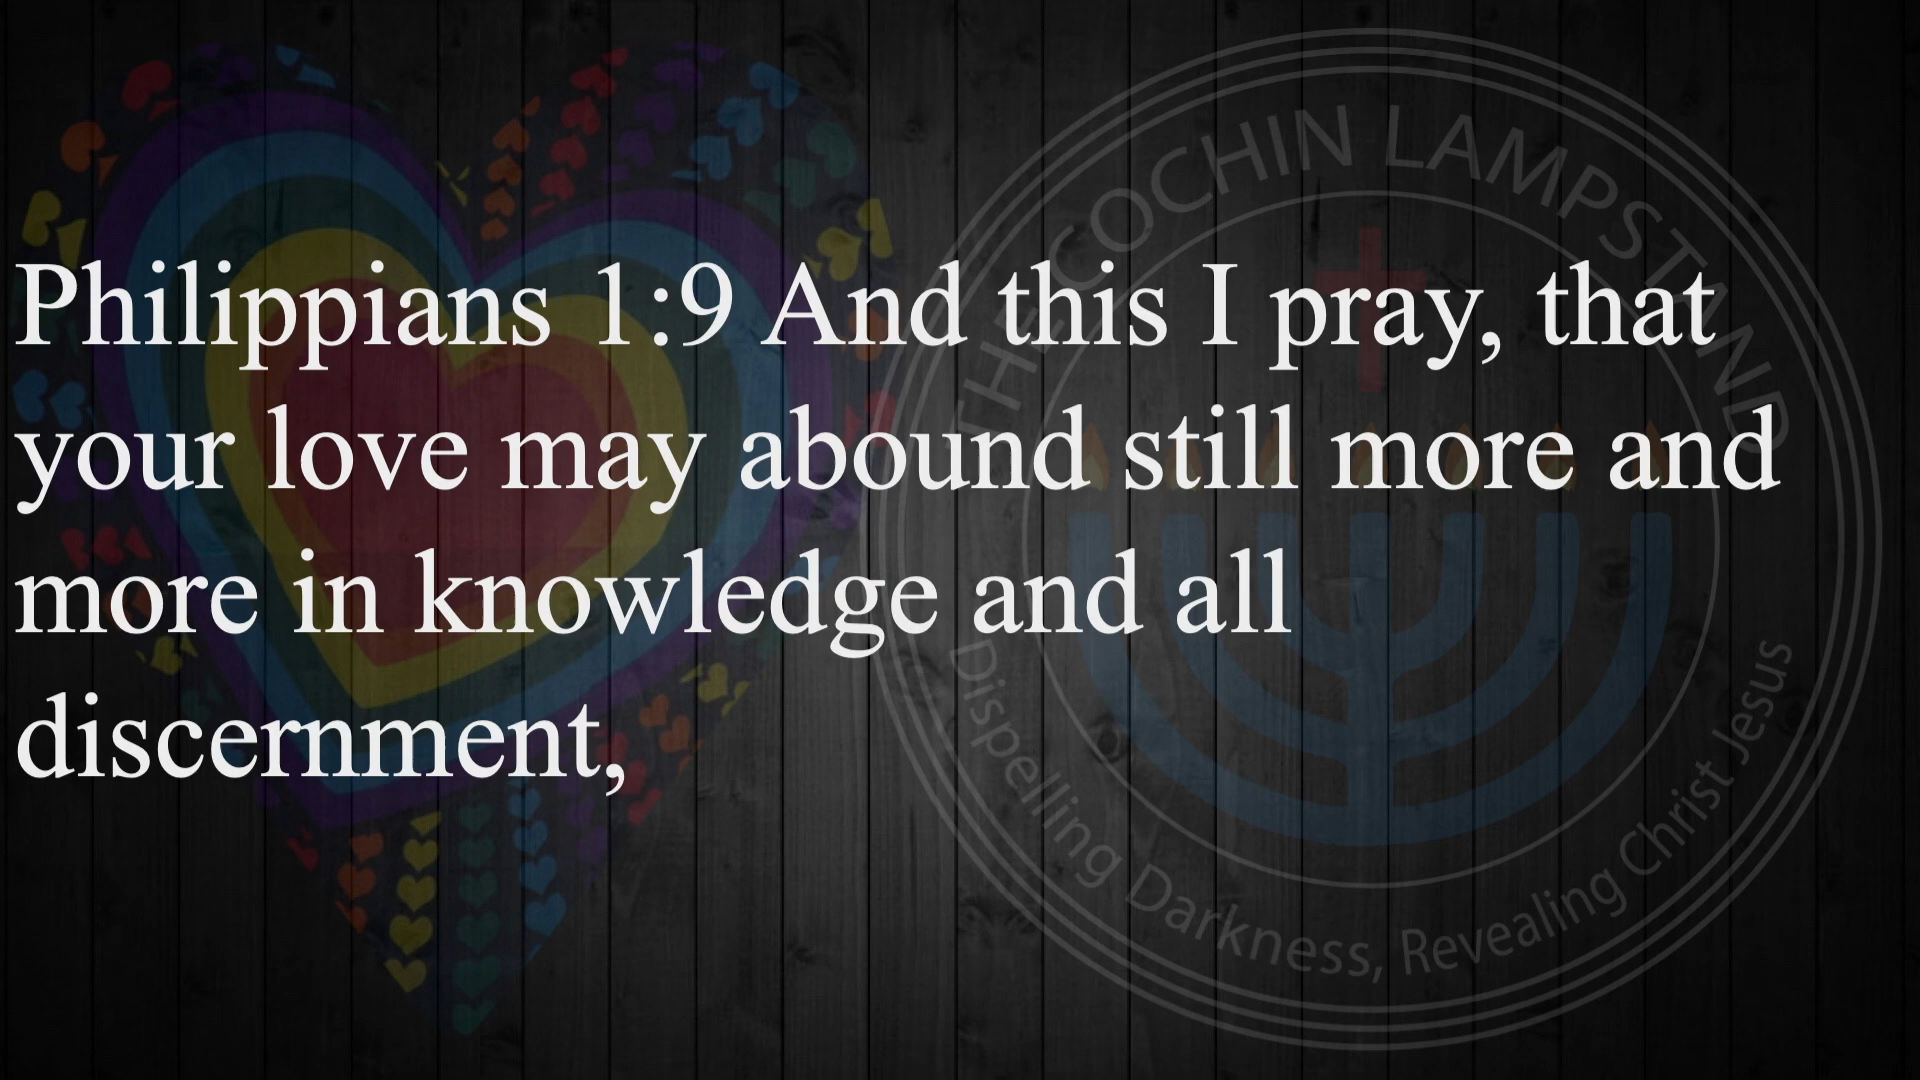 THE COCHIN LAMPSTAND
Philippians 1:9 And this I pray, that
your love may abound still more and
more in knowledge and all
discernment,
Dispelling Darkness, Revealing Christ Jesus